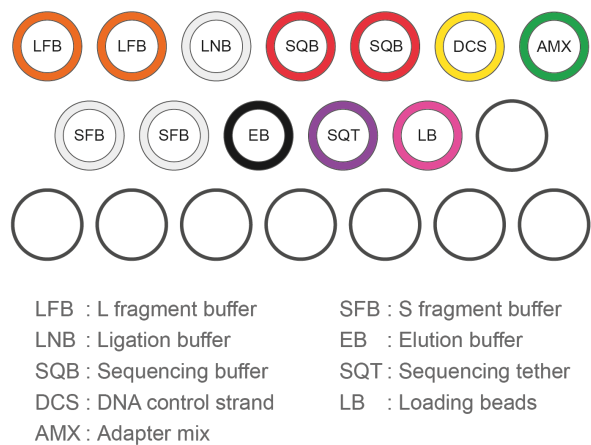 LFB LFB LNB SQB SQB DCS AMX
SFB SFB EB SQT LB
LFB : L fragment buffer
LNB : Ligation buffer
SQB : Sequencing buffer
DCS : DNA control strand
AMX : Adapter mix
SFB : S fragment buffer
EB : Elution buffer
SQT : Sequencing tether
LB : Loading beads